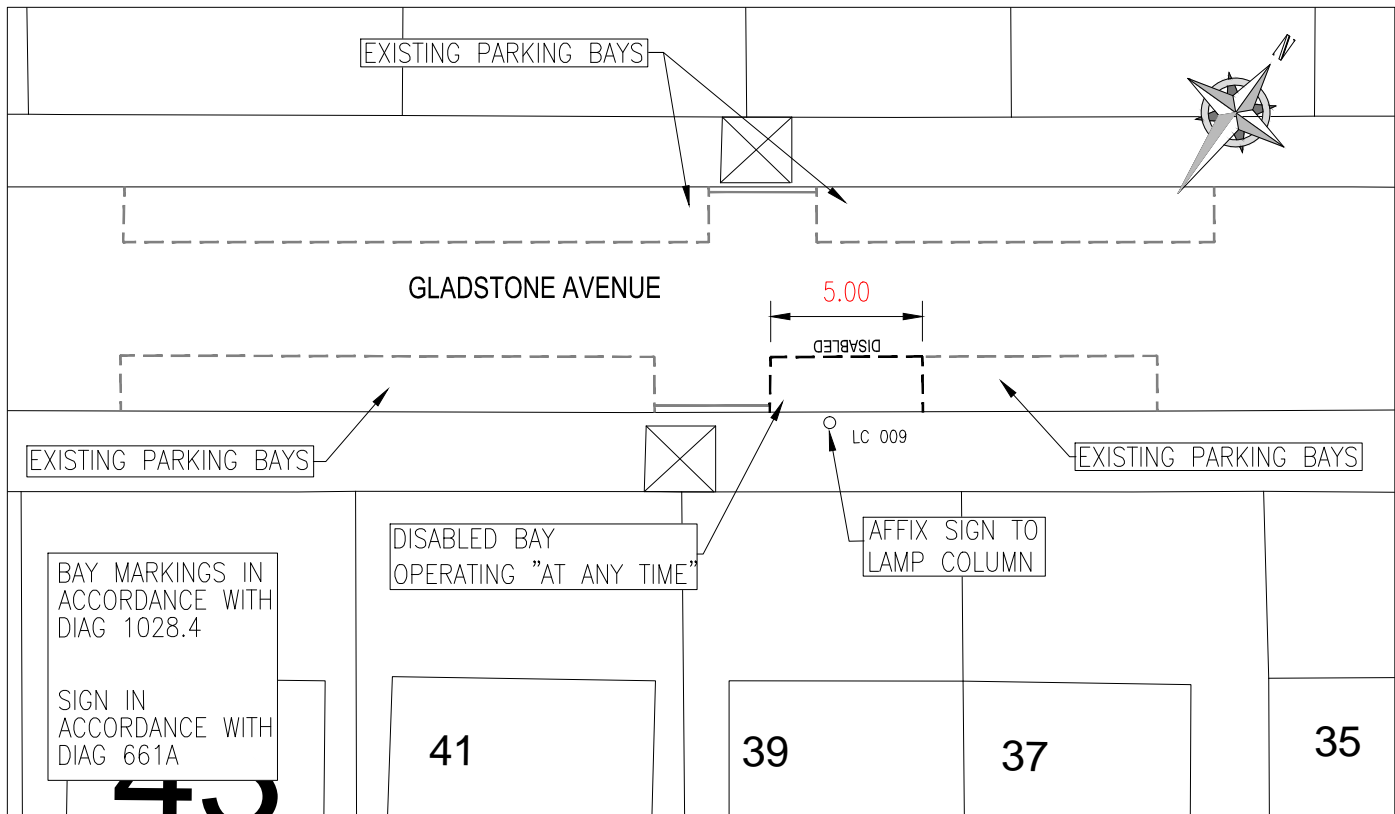 EXISTING PARKING BAYS
N
GLADSTONE AVENUE
5.00
DISABLED
LC 009
EXISTING PARKING BAYS
EXISTING PARKING BAYS
DISABLED BAY
OPERATING "AT ANY TIME"
AFFIX SIGN TO
LAMP COLUMN
BAY MARKINGS IN
ACCORDANCE WITH
DIAG 1028.4
SIGN IN
ACCORDANCE WITH
DIAG 661A
41
39
37
35